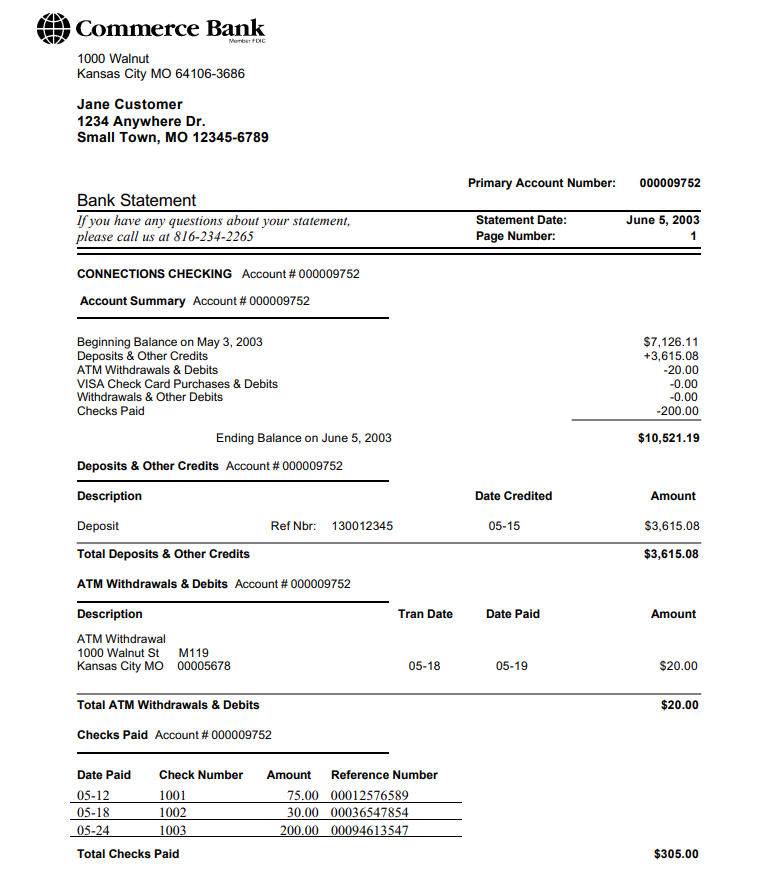 Commerce Bank
Member FDIC
1000 Walnut
Kansas City MO 64106-3686
Jane Customer
1234 Anywhere Dr.
Small Town, MO 12345-6789
Primary Account Number: 000009752
Bank Statement
If you have any questions about your statement, Statement Date: June 5, 2003
please call us at 816-234-2265 Page Number: 1
CONNECTIONS CHECKING Account # 000009752
Account Summary Account # 000009752
Beginning Balance on May 3, 2003 $7,126.11
Deposits & Other Credits +3,615.08
ATM Withdrawals & Debits -20.00
VISA Check Card Purchases & Debits -0.00
Withdrawals & Other Debits -0.00
Checks Paid -200.00
Ending Balance on June 5, 2003 $10,521.19
Deposits & Other Credits Account # 000009752
Description Date Credited Amount
Deposit Ref Nbr: 130012345 05-15 $3,615.08
Total Deposits & Other Credits $3,615.08
ATM Withdrawals & Debits Account # 000009752
Description Tran Date Date Paid Amount
ATM Withdrawal
1000 Walnut St M119
Kansas City MO 00005678 05-18 05-19 $20.00
Total ATM Withdrawals & Debits $20.00
Checks Paid Account # 000009752
Date Paid Check Number Amount Reference Number
05-12 1001 75.00 00012576589
05-18 1002 30.00 00036547854
05-24 1003 200.00 00094613547
Total Checks Paid $305.00